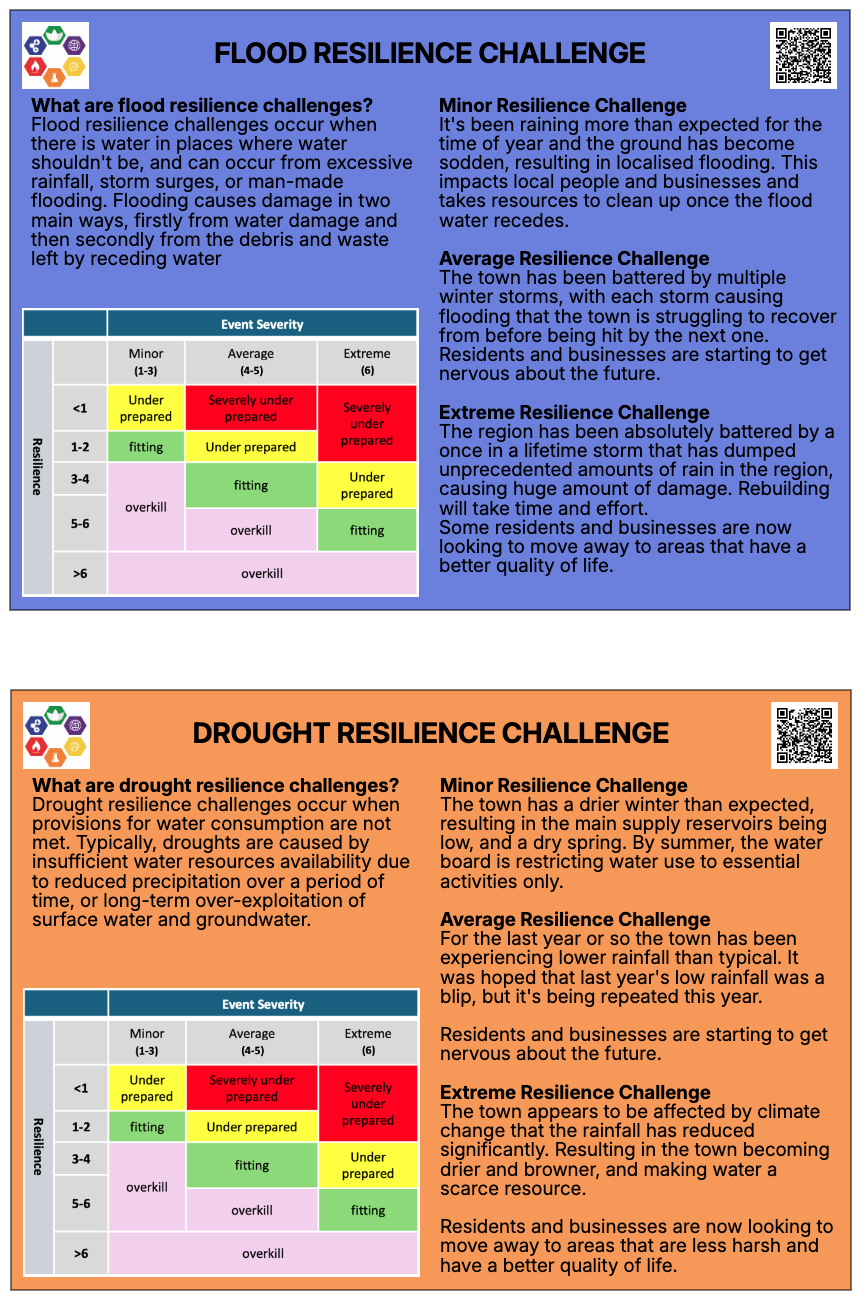 FLOOD RESILIENCE CHALLENGE
What are flood resilience challenges?
Flood resilience challenges occur when
there is water in places where water
shouldn't be, and can occur from excessive
rainfall, storm surges, or man-made
flooding. Flooding causes damage in two
main ways, firstly from water damage and
then secondly from the debris and waste
left by receding water
Event Severity
Minor
(1-3)
Average
(4-5)
Extreme
(6)
Resilience
<1
Under
prepared
Severely under
prepared
Severely
under
prepared
1-2
fitting
Under prepared
3-4
overkill
fitting
Under
prepared
5-6
overkill
fitting
>6
overkill
Minor Resilience Challenge
It's been raining more than expected for the
time of year and the ground has become
sodden, resulting in localised flooding. This
impacts local people and businesses and
takes resources to clean up once the flood
water recedes.
Average Resilience Challenge
The town has been battered by multiple
winter storms, with each storm causing
flooding that the town is struggling to recover
from before being hit by the next one.
Residents and businesses are starting to get
nervous about the future.
Extreme Resilience Challenge
The region has been absolutely battered by a
once in a lifetime storm that has dumped
unprecedented amounts of rain in the region,
causing huge amount of damage. Rebuilding
will take time and effort.
Some residents and businesses are now
looking to move away to areas that have a
better quality of life.
DROUGHT RESILIENCE CHALLENGE
What are drought resilience challenges?
Drought resilience challenges occur when
provisions for water consumption are not
met. Typically, droughts are caused by
insufficient water resources availability due
to reduced precipitation over a period of
time, or long-term over-exploitation of
surface water and groundwater.
Event Severity
Minor
(1-3)
Average
(4-5)
Extreme
(6)
Resilience
<1
Under
prepared
Severely under
prepared
Severely
under
prepared
1-2
fitting
Under prepared
3-4
overkill
fitting
Under
prepared
5-6
overkill
fitting
>6
overkill
Minor Resilience Challenge
The town has a drier winter than expected,
resulting in the main supply reservoirs being
low, and a dry spring. By summer, the water
board is restricting water use to essential
activities only.
Average Resilience Challenge
For the last year or so the town has been
experiencing lower rainfall than typical. It
was hoped that last year's low rainfall was a
blip, but it's being repeated this year.
Residents and businesses are starting to get
nervous about the future.
Extreme Resilience Challenge
The town appears to be affected by climate
change that the rainfall has reduced
significantly. Resulting in the town becoming
drier and browner, and making water a
scarce resource.
Residents and businesses are now looking to
move away to areas that are less harsh and
have a better quality of life.